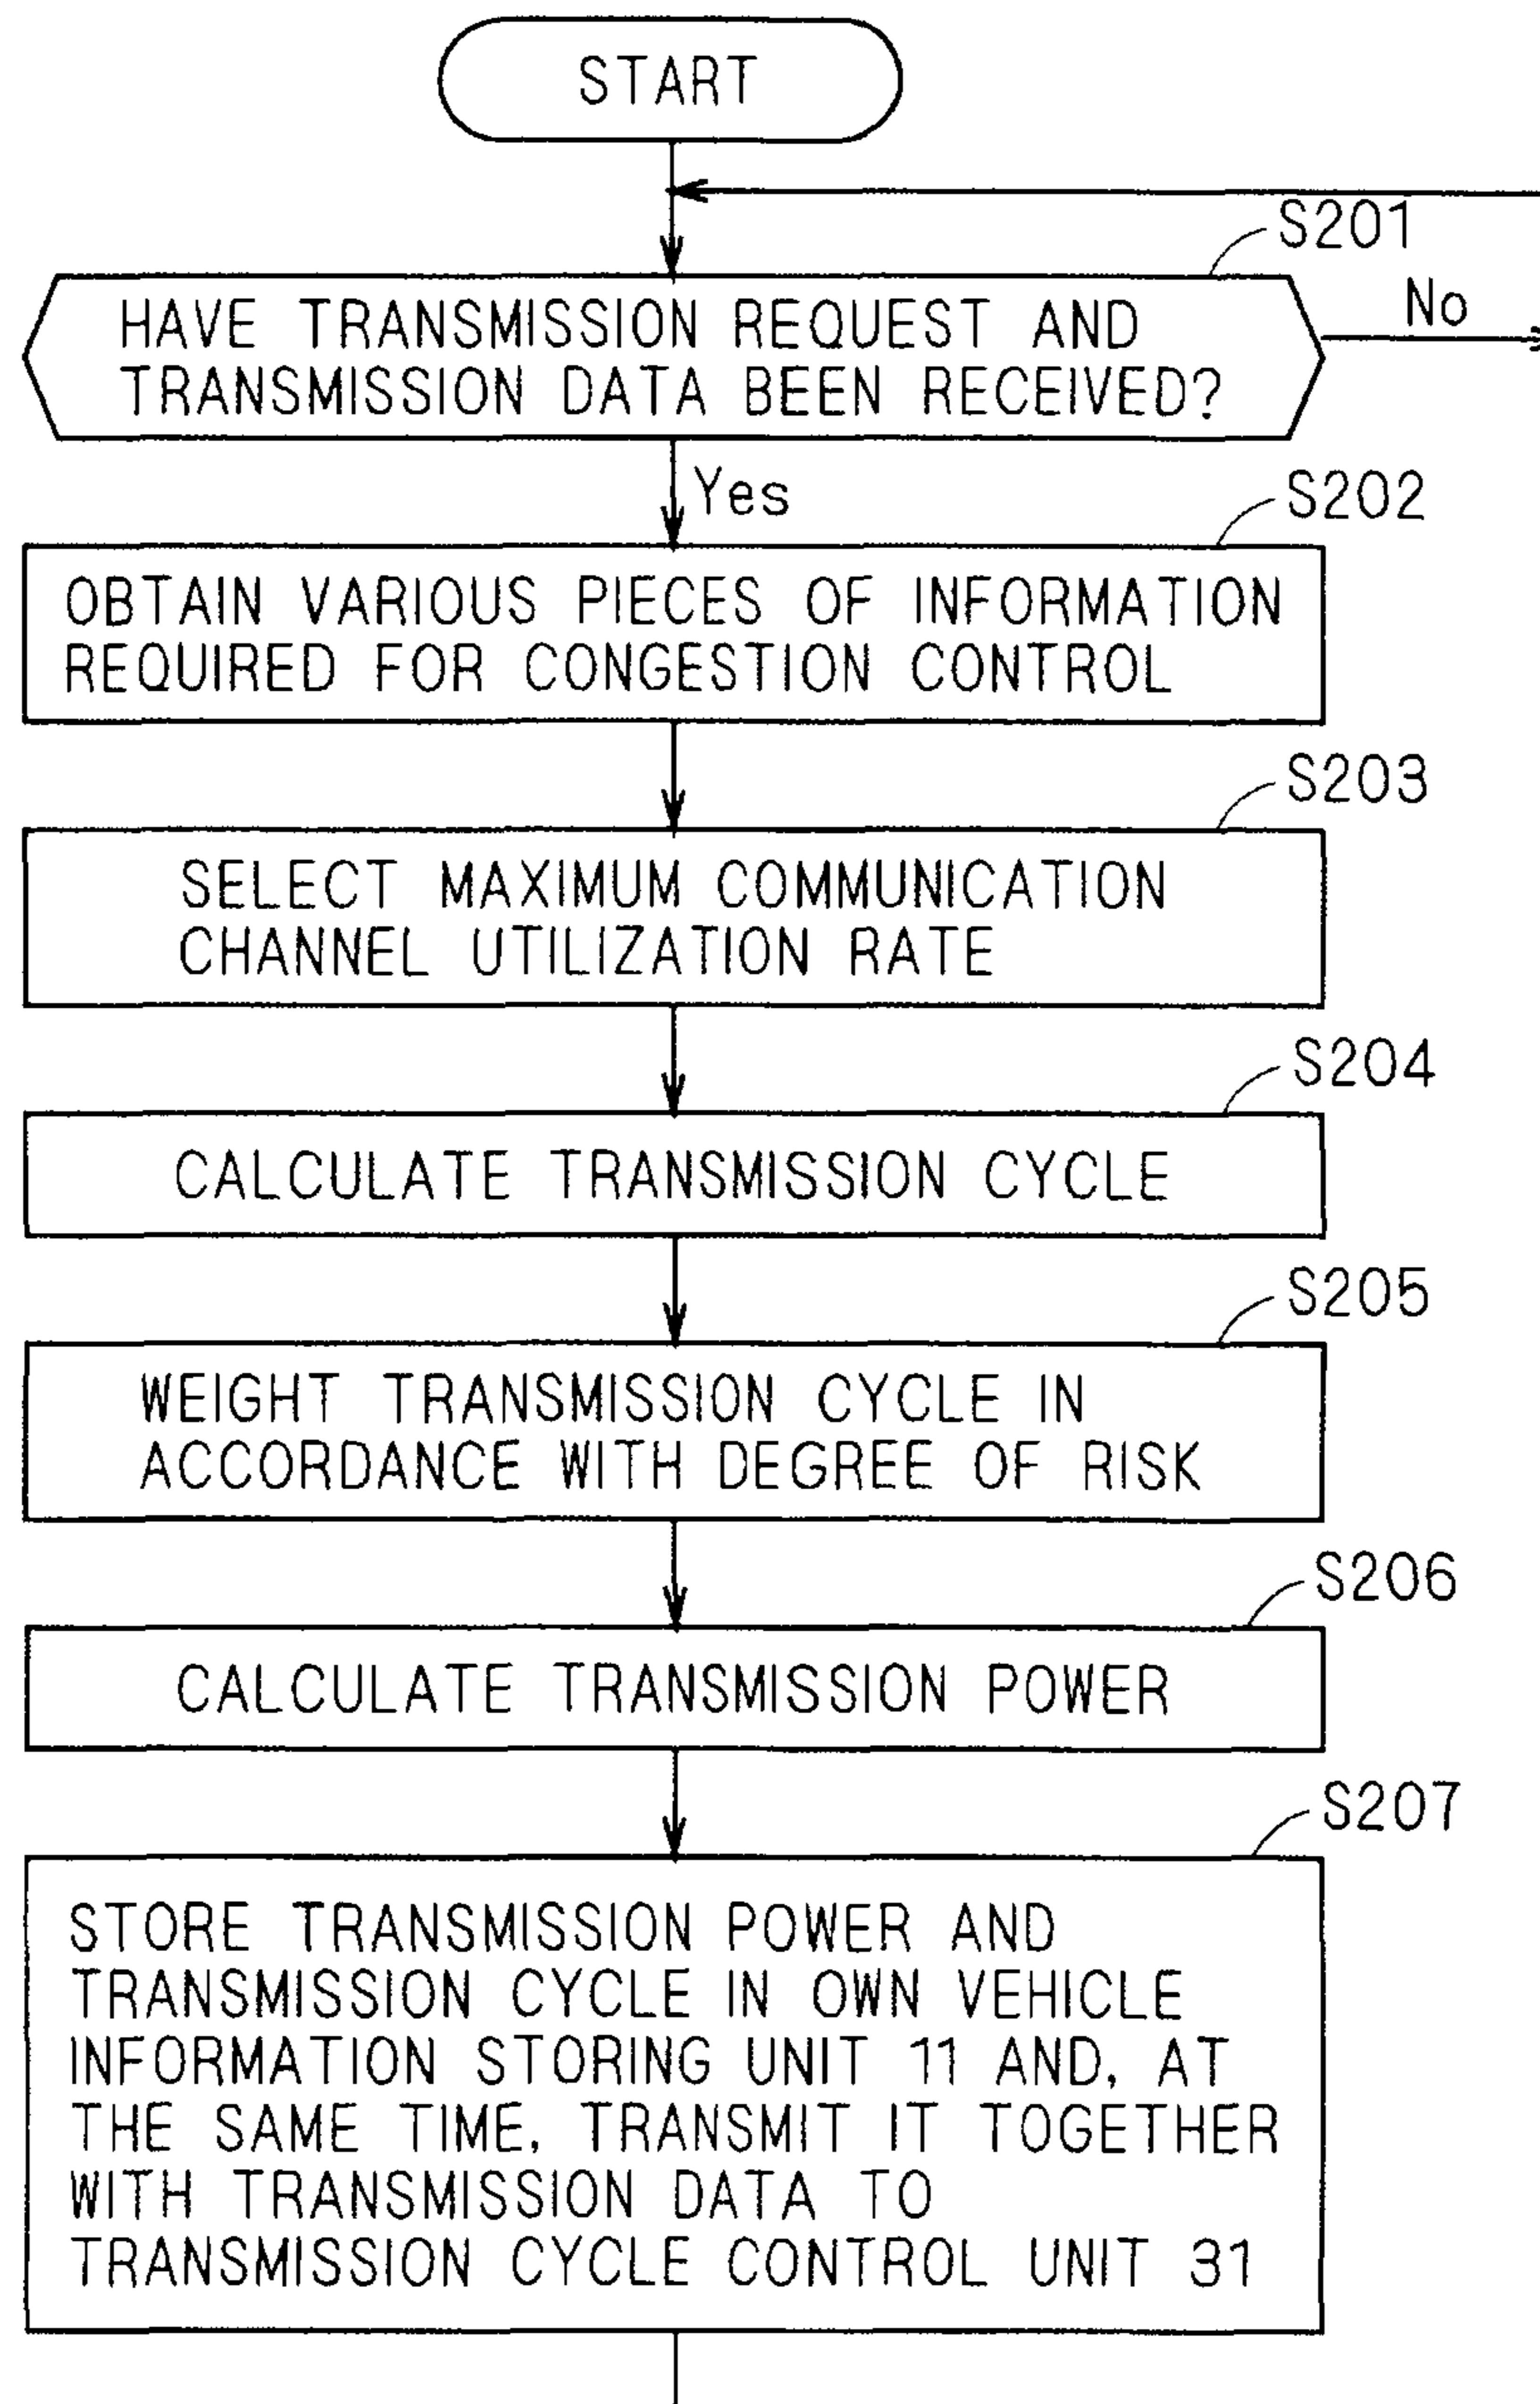 START
S201
HAVE TRANSMISSION REQUEST AND
TRANSMISSION DATA BEEN RECEIVED?
No
Yes
S202
OBTAIN VARIOUS PIECES OF INFORMATION
REQUIRED FOR CONGESTION CONTROL
S203
SELECT MAXIMUM COMMUNICATION
CHANNEL UTILIZATION RATE
S204
CALCULATE TRANSMISSION CYCLE
S205
WEIGHT TRANSMISSION CYCLE IN
ACCORDANCE WITH DEGREE OF RISK
S206
CALCULATE TRANSMISSION POWER
S207
STORE TRANSMISSION POWER AND
TRANSMISSION CYCLE IN OWN VEHICLE
INFORMATION STORING UNIT 11 AND, AT
THE SAME TIME, TRANSMIT IT TOGETHER
WITH TRANSMISSION DATA TO
TRANSMISSION CYCLE CONTROL UNIT 31